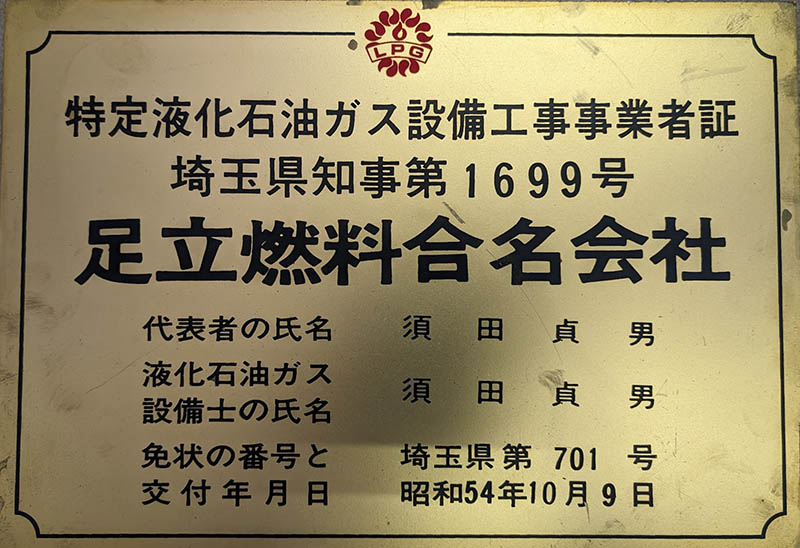 LPG
特定液化石油ガス設備工事事業者証
埼玉県知事第1699号
足立燃料合名会社
代表者の氏名 須田貞男
液化石油ガス
設備士の氏名 須田貞男
免状の番号と 埼玉県第 701 号
交付年月日 昭和54年10月9日